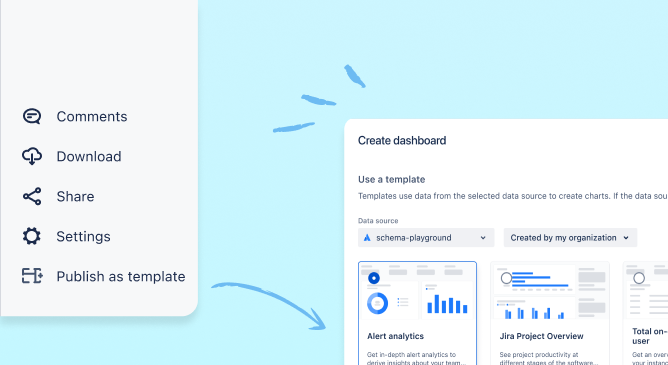 Comments
Download
Share
Settings
Publish as template
Create dashboard
Use a template
Templates use data from the selected data source to create charts. If the data sou
Data source
schema-playground
Created by my organization
Alert analytics
Get in-depth alert analytics to
derive insights about your team...
Jira Project Overview
See project productivity at
different stages of the software...
Total on-
user
Get an over
your instanc